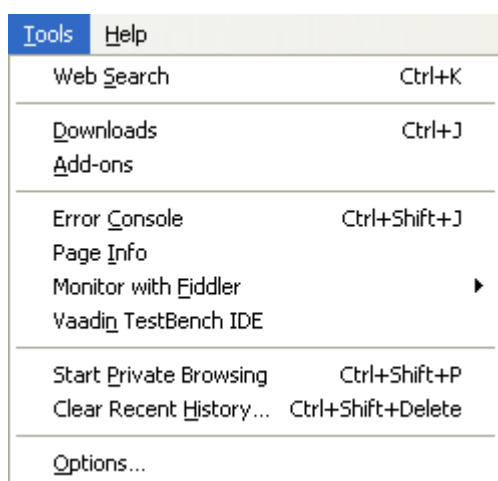 Tools Help
Web Search Ctrl+K
Downloads Ctrl+J
Add-ons
Error Console Ctrl+Shift+J
Page Info
Monitor with Fiddler
Vaadin TestBench IDE
Start Private Browsing Ctrl+Shift+P
Clear Recent History... Ctrl+Shift+Delete
Options...